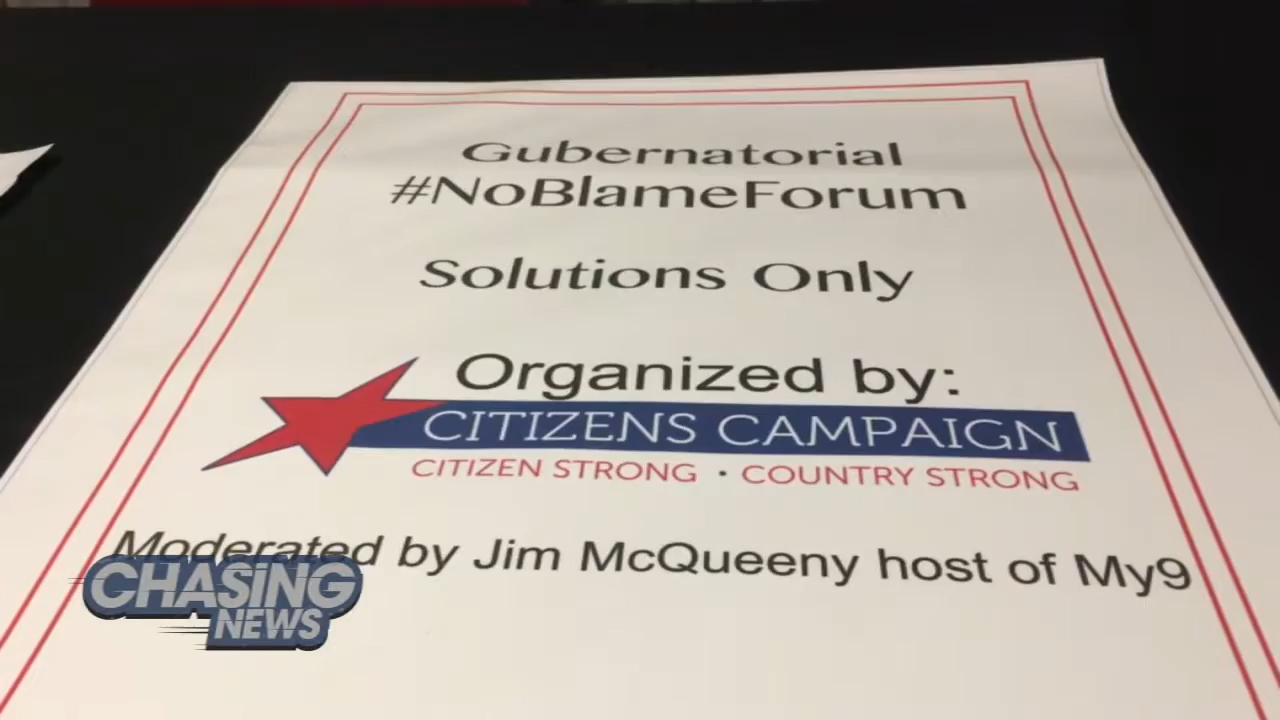 Gubernatorial
#NoBlameForum
Solutions Only
Organized by:
CITIZENS CAMPAIGN
CITIZEN STRONG • COUNTRY STRONG
Moderated by Jim McQueeny host of My9
CHASING
NEWS